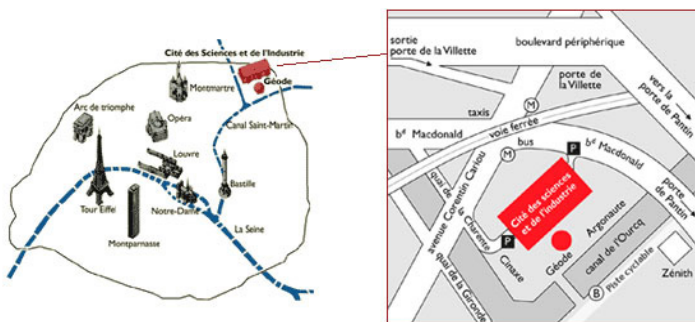 Cité des Sciences et de l'Industrie
Géode
Montmartre
Arc de triomphe
Opéra
Canal Saint-Martin
Louvre
Bastille
Tour Eiffel
Notre-Dame
La Seine
Montparnasse
sortie
porte de la Villette
boulevard périphérique
porte de
la Villette
vers la
porte de Pantin
taxis
M
voie ferrée
bd Macdonald
bus
M
P
bd Macdonald
porte
de Pantin
quai de la Charente
avenue Corentin Cariou
Cité des sciences
et de l'Industrie
P
Cinaxe
Géode
Argonaute
canal de l'Ourcq
quai de la Gironde
B
Piste cyclable
Zénith